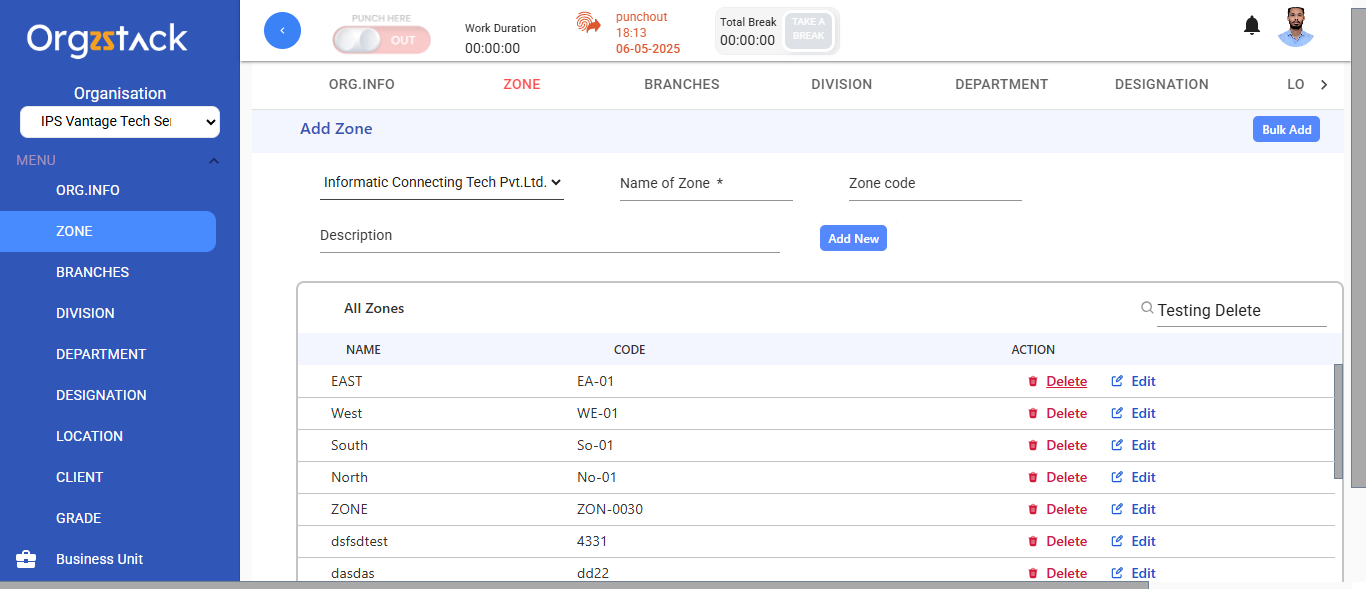 Orgzstack
Organisation
IPS Vantage Tech Ser
MENU
ORG.INFO
ZONE
BRANCHES
DIVISION
DEPARTMENT
DESIGNATION
LOCATION
CLIENT
GRADE
Business Unit
PUNCH HERE
OUT
Work Duration
00:00:00
punchout
18:13
06-05-2025
Total Break
00:00:00
TAKE A
BREAK
ORG.INFO ZONE BRANCHES DIVISION DEPARTMENT DESIGNATION LO
Add Zone
Bulk Add
Informatic Connecting Tech Pvt.Ltd. Name of Zone * Zone code
Description
Add New
All Zones
Testing Delete
NAME CODE ACTION
EAST EA-01 Delete Edit
West WE-01 Delete Edit
South So-01 Delete Edit
North No-01 Delete Edit
ZONE ZON-0030 Delete Edit
dsfsdtest 4331 Delete Edit
dasdas dd22 Delete Edit